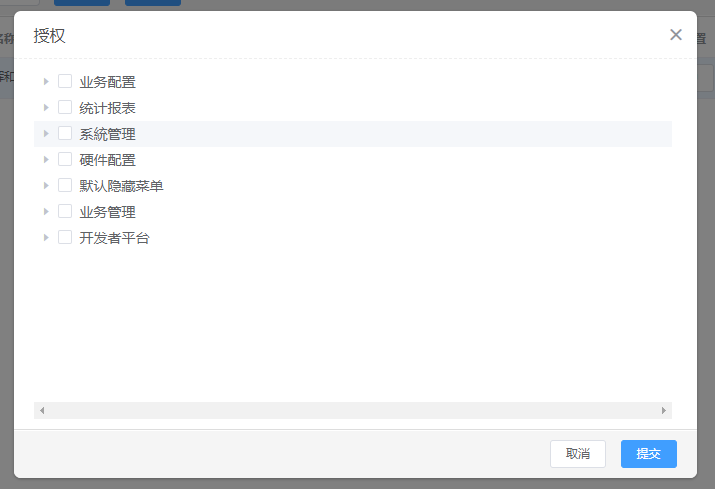 授权
业务配置
统计报表
系統管理
硬件配置
默认隐藏菜单
业务管理
开发者平台
取消
提交